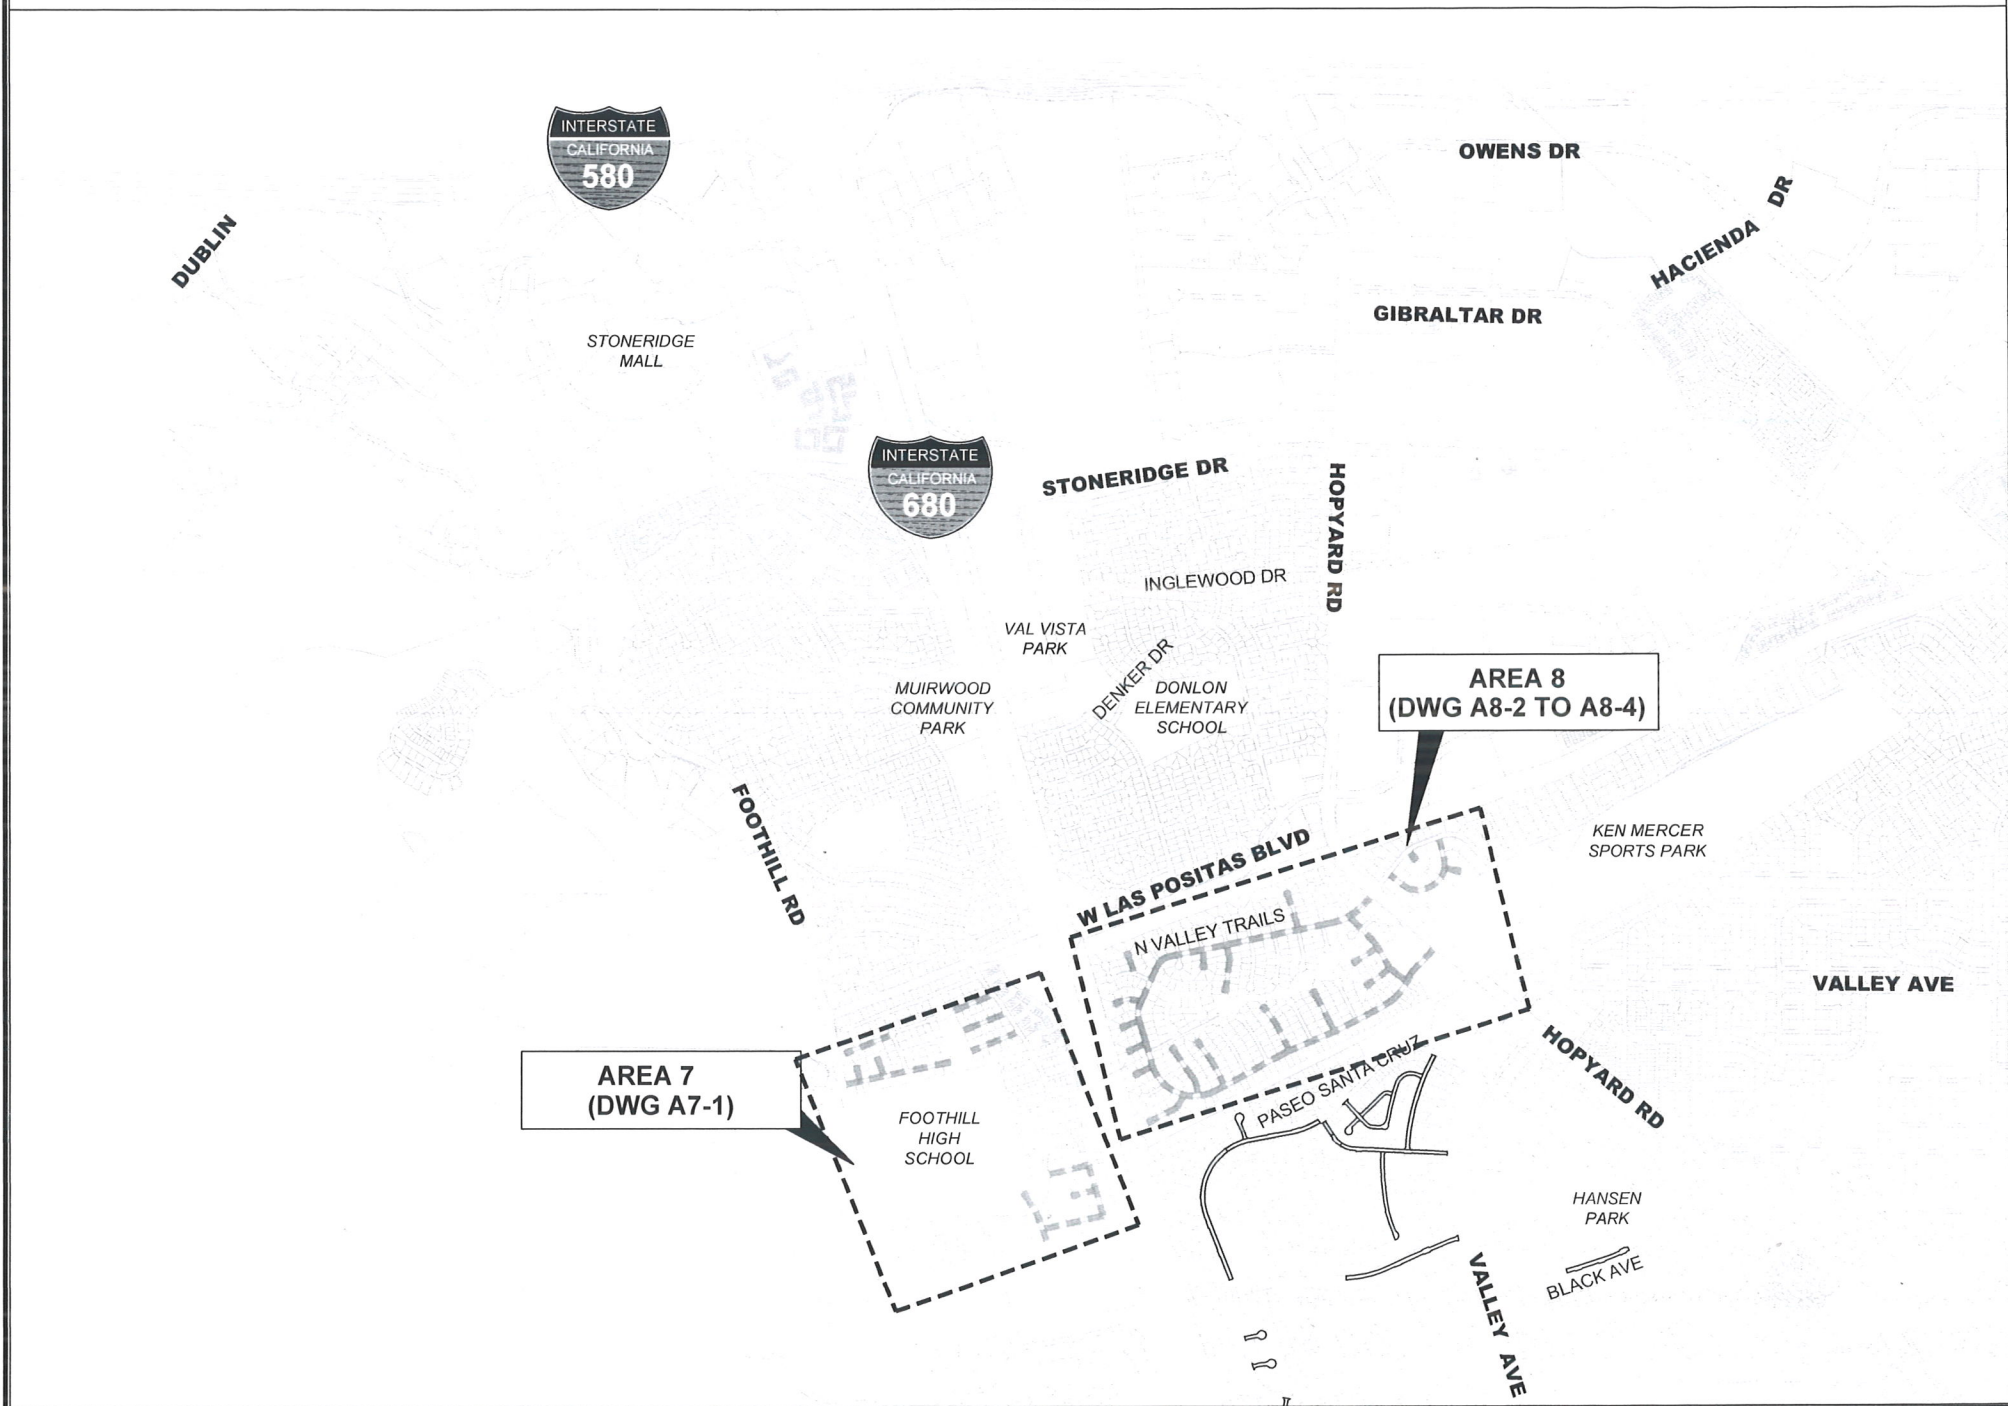 INTERSTATE
CALIFORNIA
580
OWENS DR
HACIENDA DR
DUBLIN
GIBRALTAR DR
STONERIDGE
MALL
INTERSTATE
CALIFORNIA
680
STONERIDGE DR
HOPYARD RD
INGLEWOOD DR
VAL VISTA
PARK
DENKER DR
MUIRWOOD
COMMUNITY
PARK
DONLON
ELEMENTARY
SCHOOL
AREA 8
(DWG A8-2 TO A8-4)
FOOTHILL RD
W LAS POSITAS BLVD
KEN MERCER
SPORTS PARK
N VALLEY TRAILS
VALLEY AVE
AREA 7
(DWG A7-1)
PASEO SANTA CRUZ
HOPYARD RD
FOOTHILL
HIGH
SCHOOL
HANSEN
PARK
BLACK AVE
VALLEY AVE